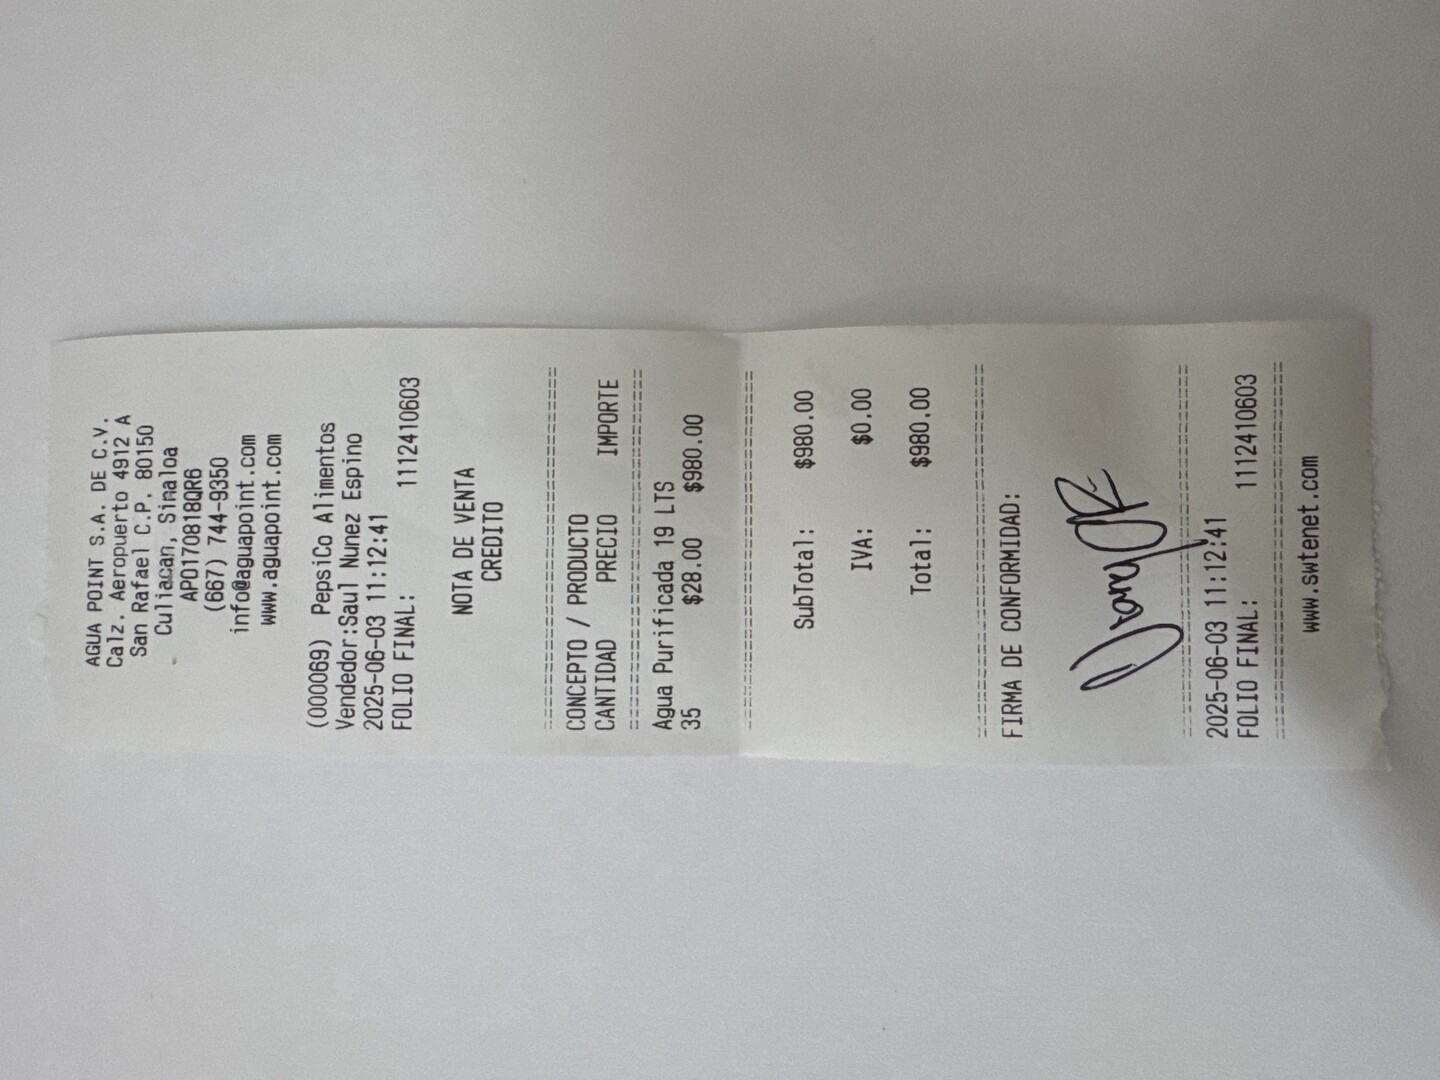 AGUA POINT S.A. DE C.V.
Calz. Aeropuerto 4912 A
San Rafael C.P. 80150
Culiacan, Sinaloa
APO170818QR6
(667) 744-9350
info@aguapoint.com
www.aguapoint.com
(000069) PepsiCo Alimentos
Vendedor:Saul Nunez Espino
2025-06-03 11:12:41
FOLIO FINAL: 1112410603
NOTA DE VENTA
CREDITO
CONCEPTO / PRODUCTO
CANTIDAD PRECIO IMPORTE
Agua Purificada 19 LTS
35 $28.00 $980.00
SubTotal: $980.00
IVA: $0.00
Total: $980.00
FIRMA DE CONFORMIDAD:
2025-06-03 11:12:41
FOLIO FINAL: 1112410603
www.swtenet.com